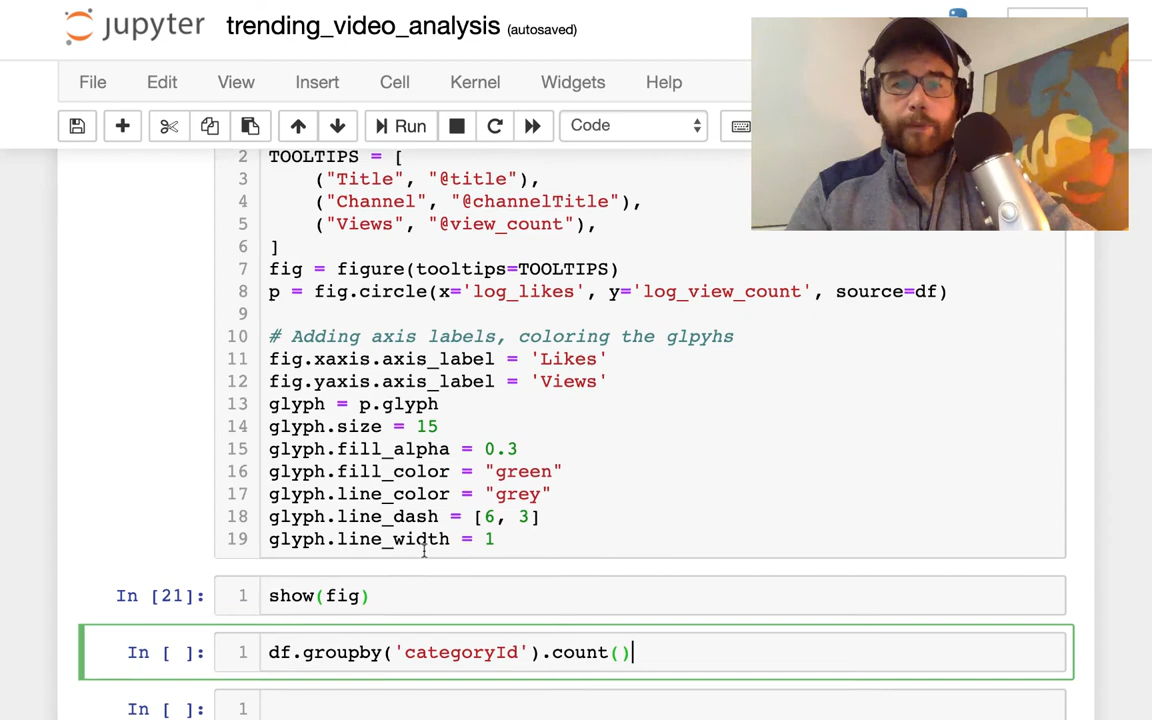 jupyter trending_video_analysis (autosaved)
File Edit View Insert Cell Kernel Widgets Help
Run Code
2 TOOLTIPS = [
3 ("Title", "@title"),
4 ("Channel", "@channelTitle"),
5 ("Views", "@view_count"),
6 ]
7 fig = figure(tooltips=TOOLTIPS)
8 p = fig.circle(x='log_likes', y='log_view_count', source=df)
9
10 # Adding axis labels, coloring the glpyhs
11 fig.xaxis.axis_label = 'Likes'
12 fig.yaxis.axis_label = 'Views'
13 glyph = p.glyph
14 glyph.size = 15
15 glyph.fill_alpha = 0.3
16 glyph.fill_color = "green"
17 glyph.line_color = "grey"
18 glyph.line_dash = [6, 3]
19 glyph.line_width = 1
In [21]: 1 show(fig)
In [ ]: 1 df.groupby('categoryId').count()
In [ ]: 1